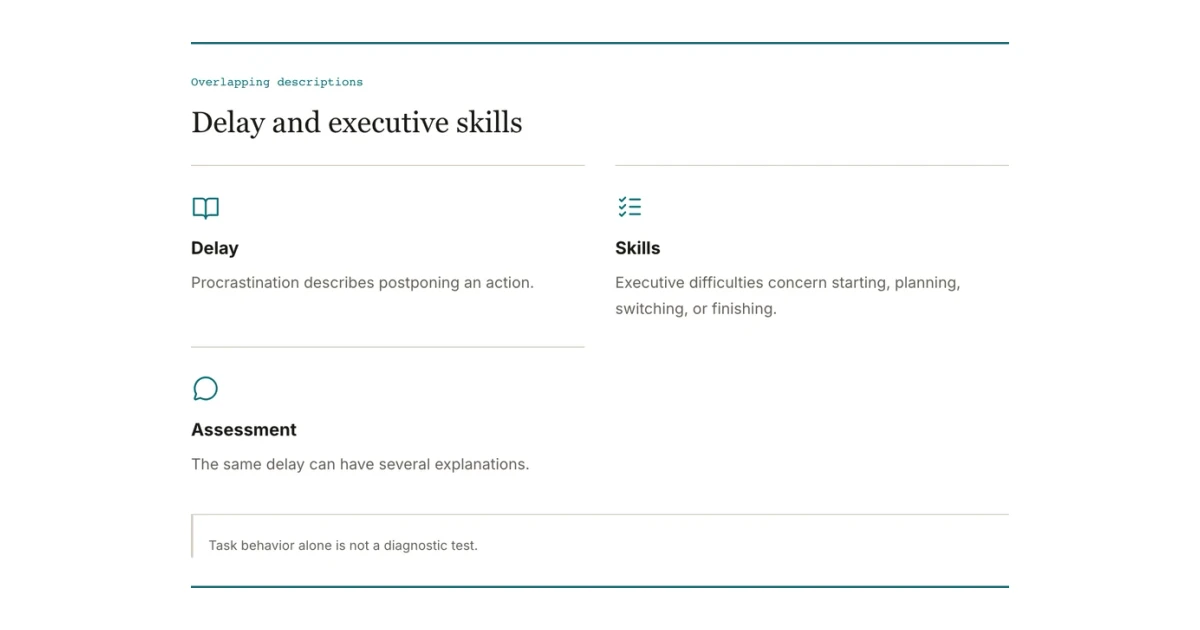 Overlapping descriptions
Delay and executive skills
Delay
Procrastination describes postponing an action.
Skills
Executive difficulties concern starting, planning,
switching, or finishing.
Assessment
The same delay can have several explanations.
Task behavior alone is not a diagnostic test.